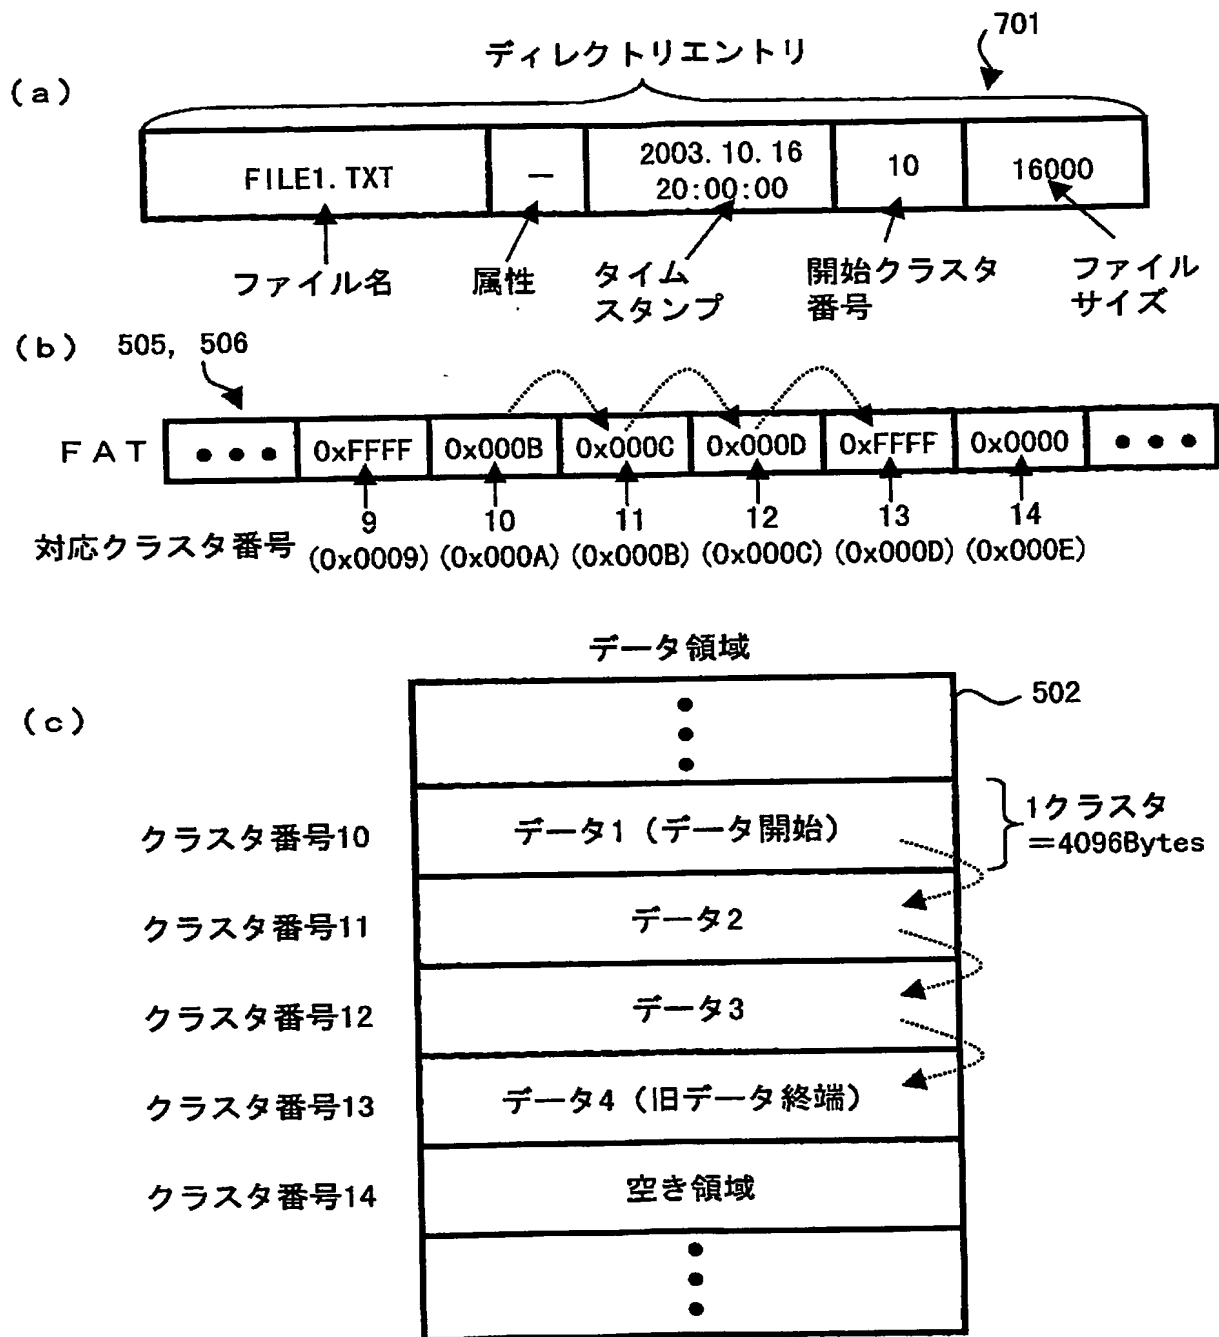 701
ディレクトリエントリ
(a)
FILE1.TXT
—
2003.10.16
20:00:00
10
16000
ファイル名
属性
タイム
スタンプ
開始クラスタ
番号
ファイル
サイズ
(b) 505, 506
FAT ••• 0xFFFF 0x000B 0x000C 0x000D 0xFFFF 0x0000 •••
9 10 11 12 13 14
対応クラスタ番号 (0x0009) (0x000A) (0x000B) (0x000C) (0x000D) (0x000E)
データ領域
502
(c)
クラスタ番号10 データ1（データ開始）
1クラスタ
=4096Bytes
クラスタ番号11 データ2
クラスタ番号12 データ3
クラスタ番号13 データ4（旧データ終端）
クラスタ番号14 空き領域